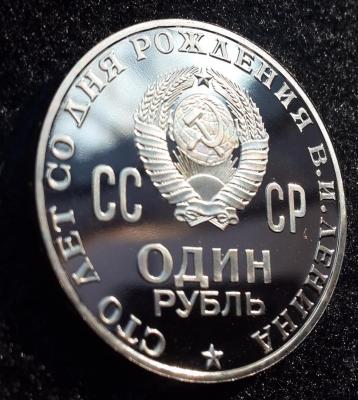 СТО ЛЕТ СО ДНЯ РОЖДЕНИЯ В.И.ЛЕНИНА
СС СР
ОДИН
РУБЛЬ